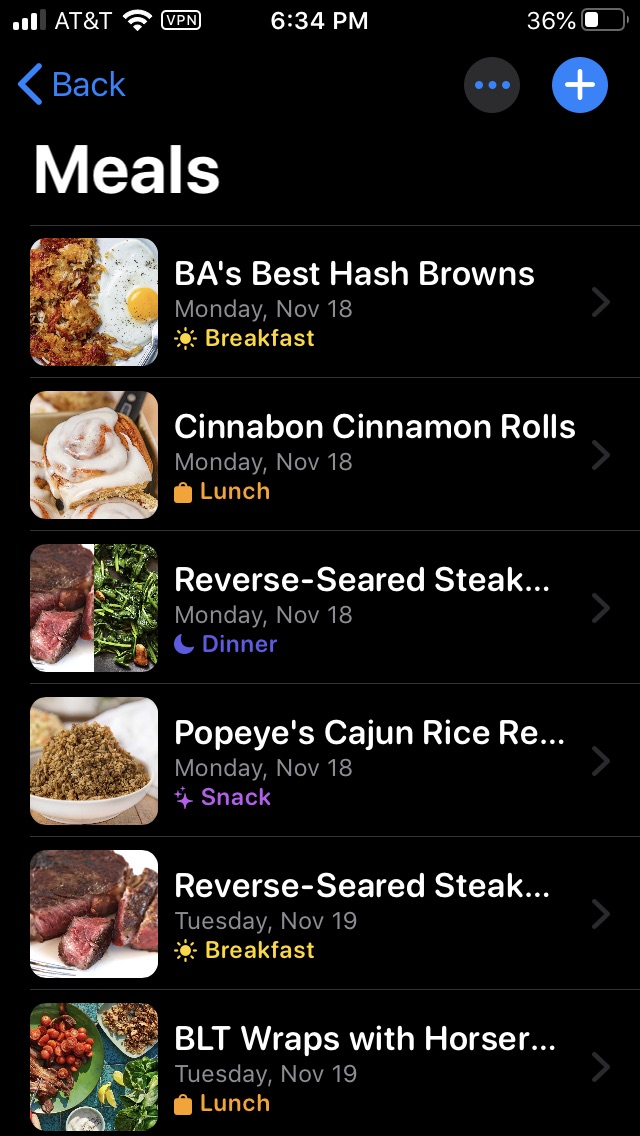 AT&T VPN 6:34 PM 36%
Back
Meals
BA's Best Hash Browns
Monday, Nov 18
Breakfast
Cinnabon Cinnamon Rolls
Monday, Nov 18
Lunch
Reverse-Seared Steak...
Monday, Nov 18
Dinner
Popeye's Cajun Rice Re...
Monday, Nov 18
Snack
Reverse-Seared Steak...
Tuesday, Nov 19
Breakfast
BLT Wraps with Horser...
Tuesday, Nov 19
Lunch